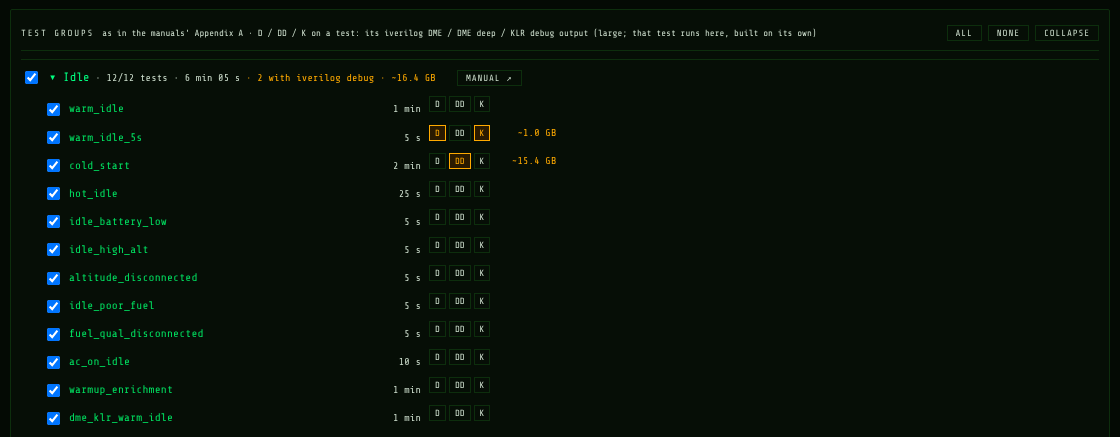 TEST GROUPS as in the manuals' Appendix A · D / DD / K on a test: its iverilog DME / DME deep / KLR debug output (large; that test runs here, built on its own) ALL NONE COLLAPSE
▼ Idle · 12/12 tests · 6 min 05 s · 2 with iverilog debug · ~16.4 GB MANUAL ↗
warm_idle 1 min D DD K
warm_idle_5s 5 s D DD K ~1.0 GB
cold_start 2 min D DD K ~15.4 GB
hot_idle 25 s D DD K
idle_battery_low 5 s D DD K
idle_high_alt 5 s D DD K
altitude_disconnected 5 s D DD K
idle_poor_fuel 5 s D DD K
fuel_qual_disconnected 5 s D DD K
ac_on_idle 10 s D DD K
warmup_enrichment 1 min D DD K
dme_klr_warm_idle 1 min D DD K